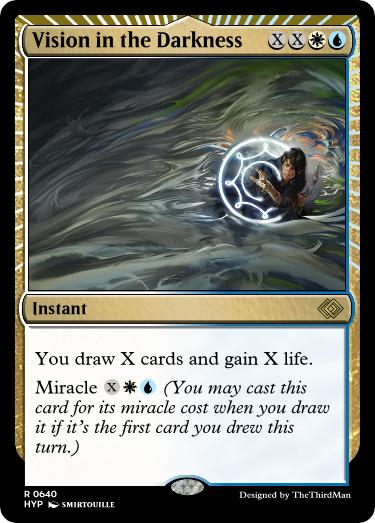 Vision in the Darkness XX
Instant
You draw X cards and gain X life.
Miracle X (You may cast this
card for its miracle cost when you draw
it if it's the first card you drew this
turn.)
R 0640
HYP SMIRTOUILLE
Designed by TheThirdMan